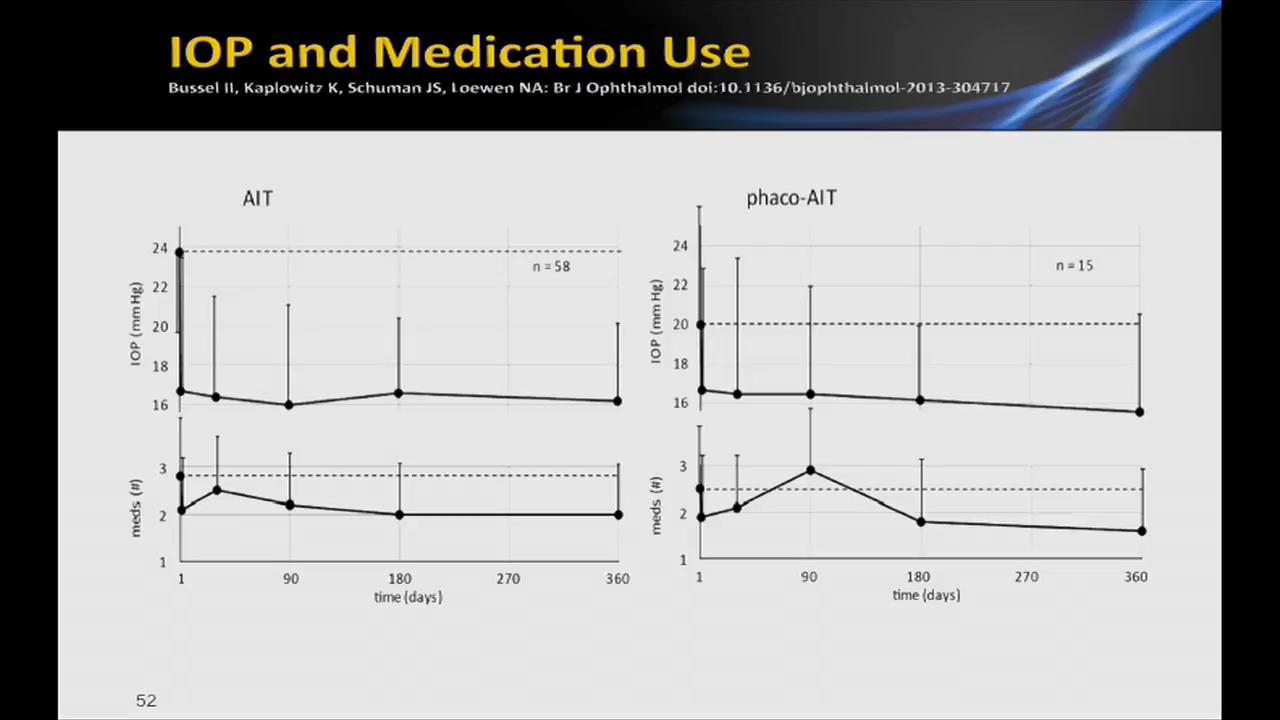 IOP and Medication Use
Bussel II, Kaplowitz K, Schuman JS, Loewen NA: Br J Ophthalmol doi:10.1136/bjophthalmol-2013-304717
AIT
24
22
20
18
16
IOP (mm Hg)
n = 58
3
2
1
meds (#)
1 90 180 270 360
time (days)
phaco-AIT
24
22
20
18
16
IOP (mm Hg)
n = 15
3
2
1
meds (#)
1 90 180 270 360
time (days)
52